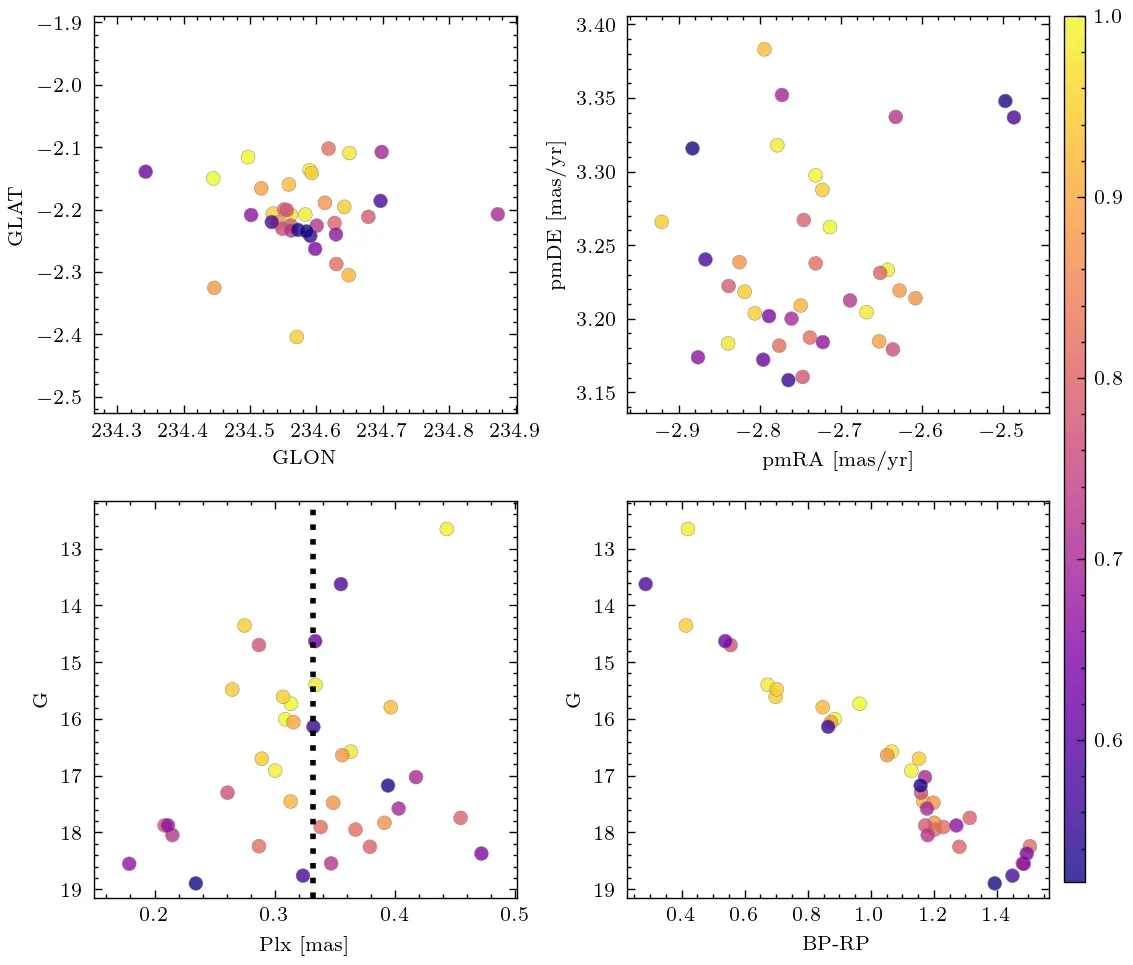 −1.9
−2.0
−2.1
−2.2
−2.3
−2.4
−2.5
GLAT
234.3 234.4 234.5 234.6 234.7 234.8 234.9
GLON
3.40
3.35
3.30
3.25
3.20
3.15
pmDE [mas/yr]
−2.9 −2.8 −2.7 −2.6 −2.5
pmRA [mas/yr]
1.0
0.9
0.8
0.7
0.6
13
14
15
16
17
18
19
G
0.2 0.3 0.4 0.5
Plx [mas]
13
14
15
16
17
18
19
G
0.4 0.6 0.8 1.0 1.2 1.4
BP-RP